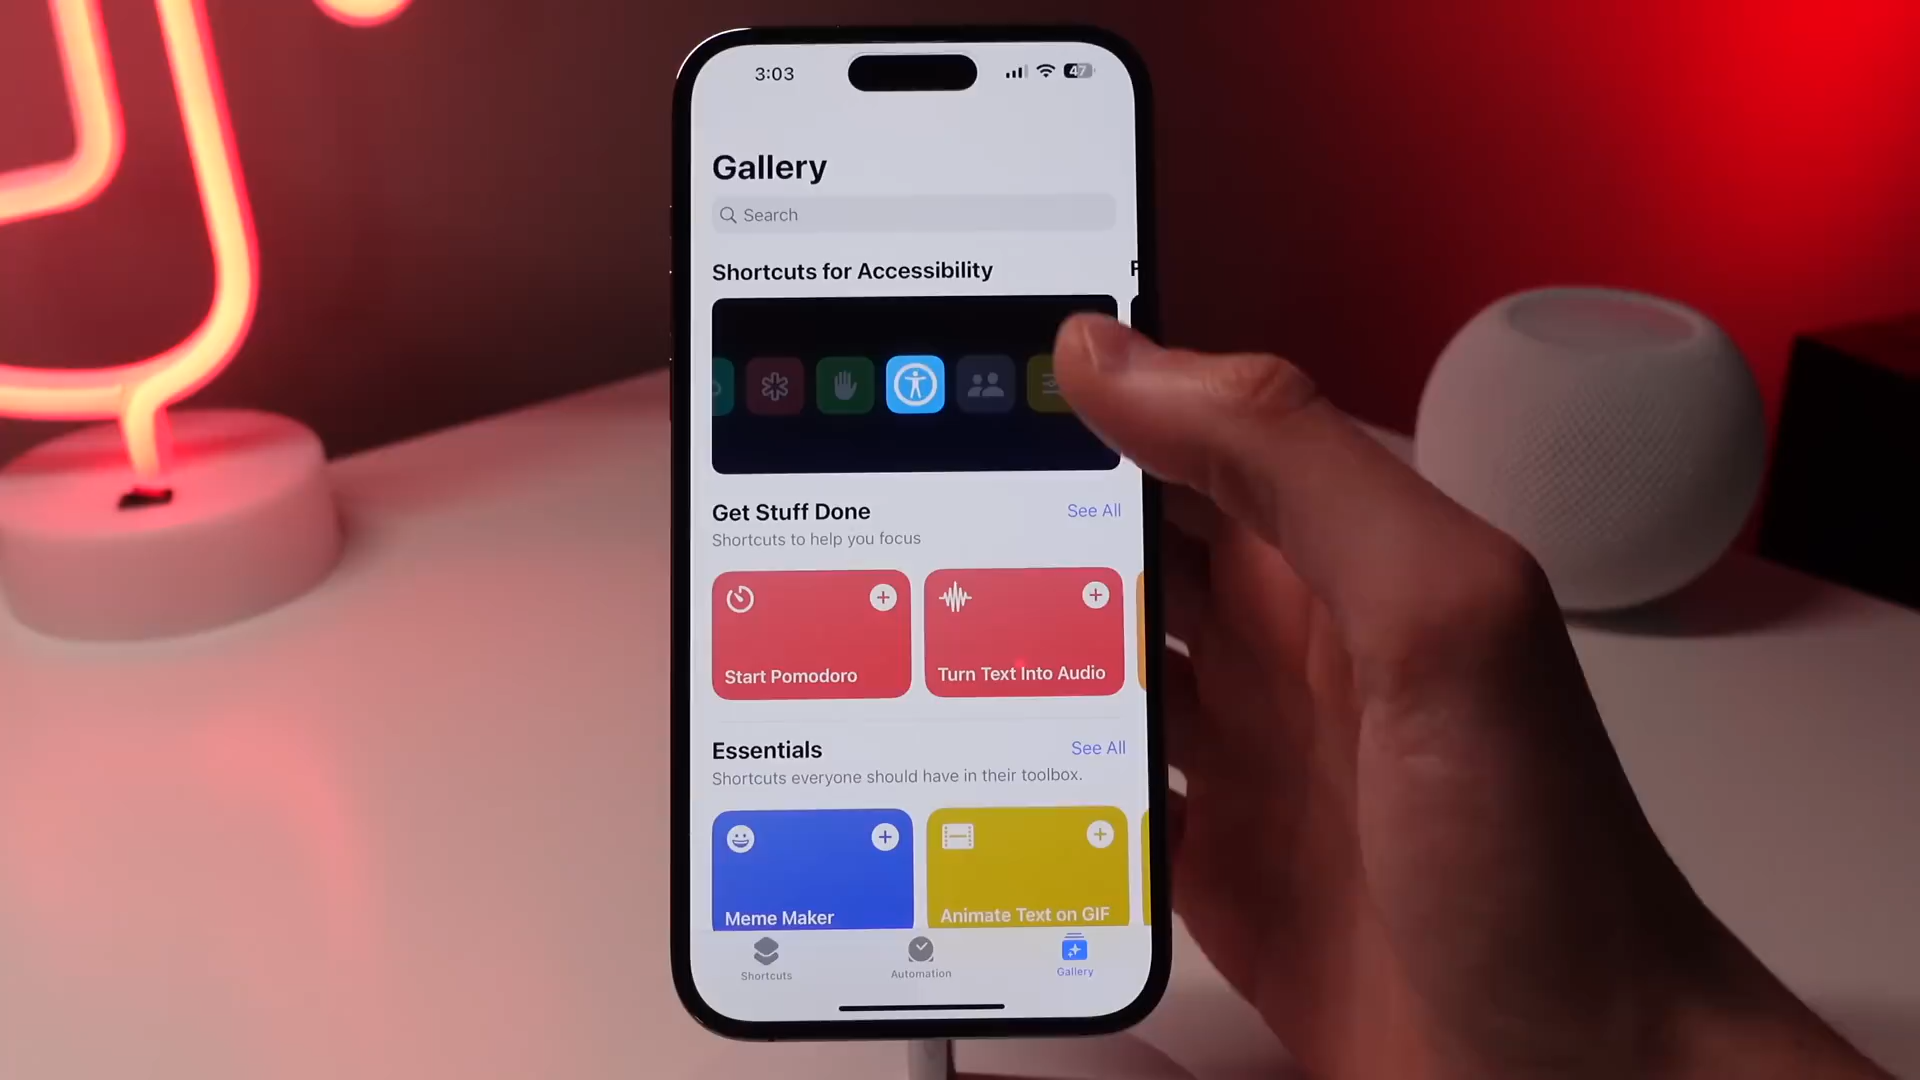 3:03
47
Gallery
Search
Shortcuts for Accessibility
F
Get Stuff Done
See All
Shortcuts to help you focus
Start Pomodoro
Turn Text Into Audio
Essentials
See All
Shortcuts everyone should have in their toolbox.
Meme Maker
Animate Text on GIF
Shortcuts
Automation
Gallery